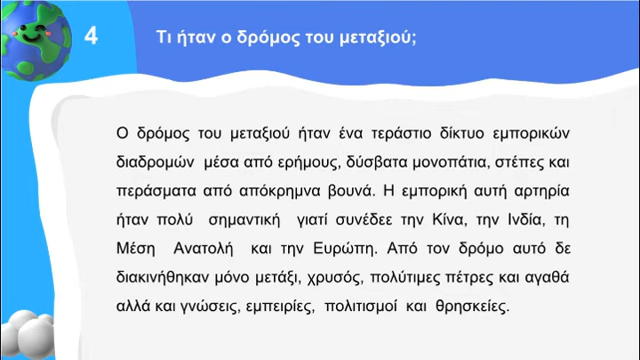 4
Τι ήταν ο δρόμος του μεταξιού;
Ο δρόμος του μεταξιού ήταν ένα τεράστιο δίκτυο εμπορικών
διαδρομών μέσα από ερήμους, δύσβατα μονοπάτια, στέπες και
περάσματα από απόκρημνα βουνά. Η εμπορική αυτή αρτηρία
ήταν πολύ σημαντική γιατί συνέδεε την Κίνα, την Ινδία, τη
Μέση Ανατολή και την Ευρώπη. Από τον δρόμο αυτό δε
διακινήθηκαν μόνο μετάξι, χρυσός, πολύτιμες πέτρες και αγαθά
αλλά και γνώσεις, εμπειρίες, πολιτισμοί και θρησκείες.